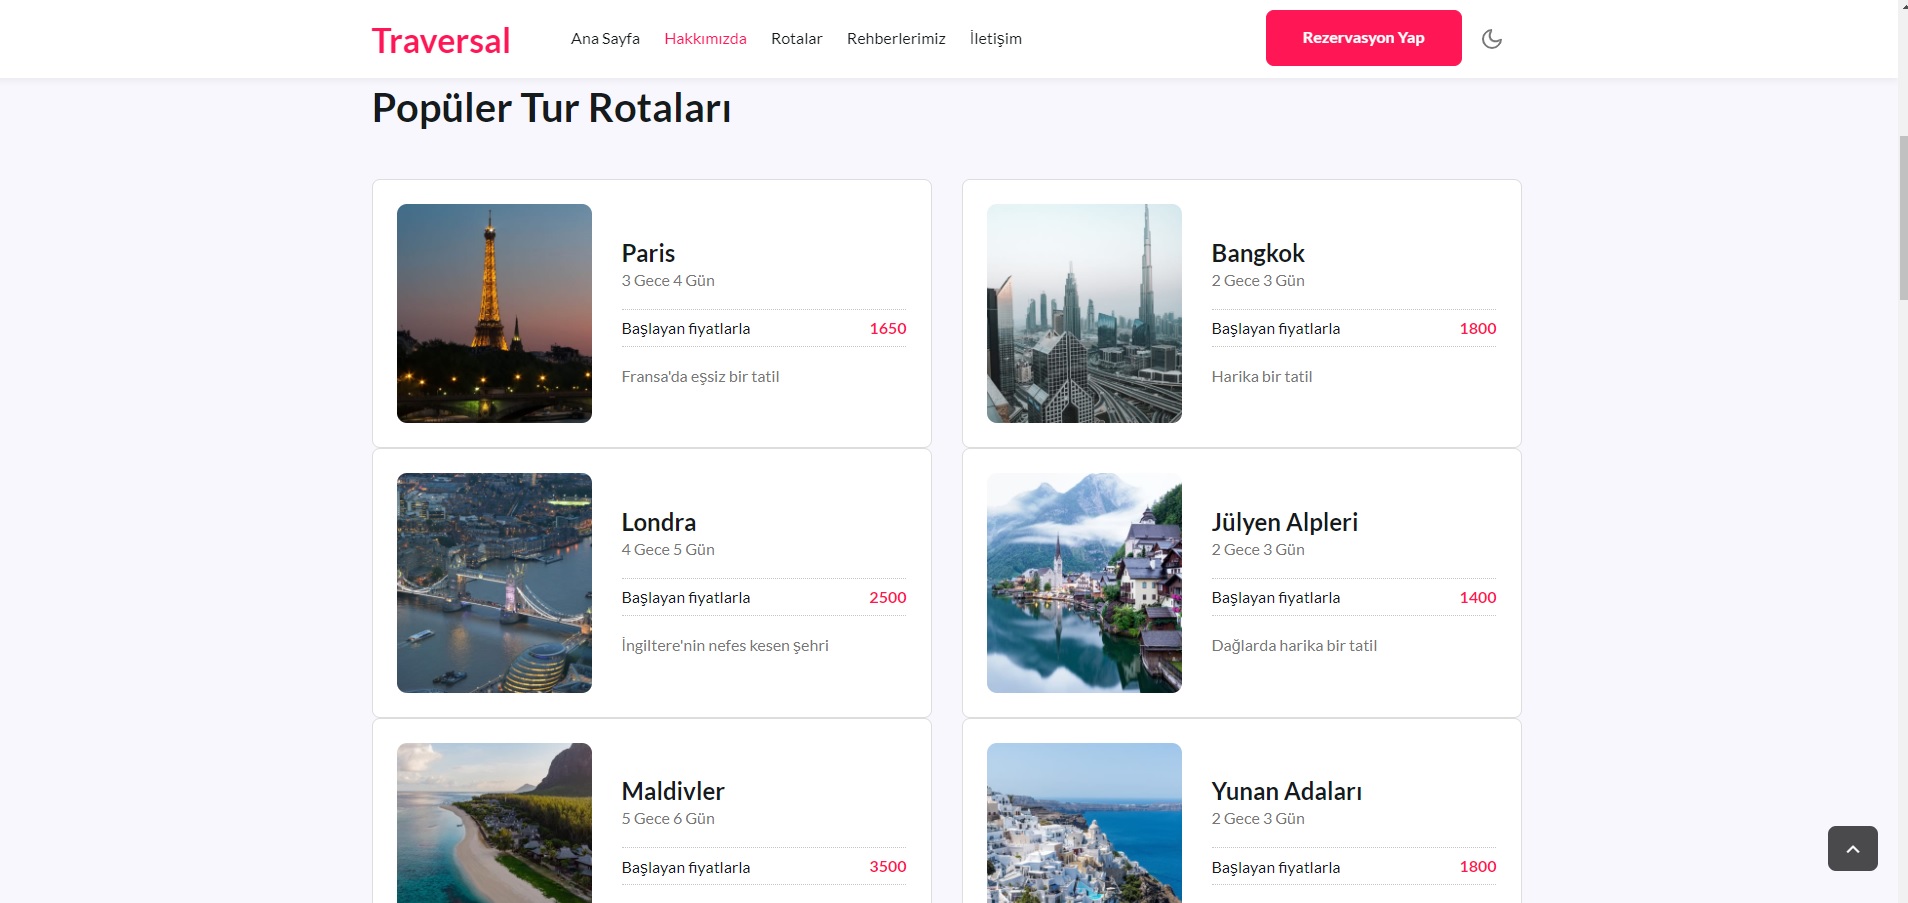 Traversal
Ana Sayfa
Hakkımızda
Rotalar
Rehberlerimiz
İletişim
Rezervasyon Yap
Popüler Tur Rotaları
Paris
3 Gece 4 Gün
Başlayan fiyatlarla 1650
Fransa'da eşsiz bir tatil
Bangkok
2 Gece 3 Gün
Başlayan fiyatlarla 1800
Harika bir tatil
Londra
4 Gece 5 Gün
Başlayan fiyatlarla 2500
İngiltere'nin nefes kesen şehri
Jülyen Alpleri
2 Gece 3 Gün
Başlayan fiyatlarla 1400
Dağlarda harika bir tatil
Maldivler
5 Gece 6 Gün
Başlayan fiyatlarla 3500
Yunan Adaları
2 Gece 3 Gün
Başlayan fiyatlarla 1800